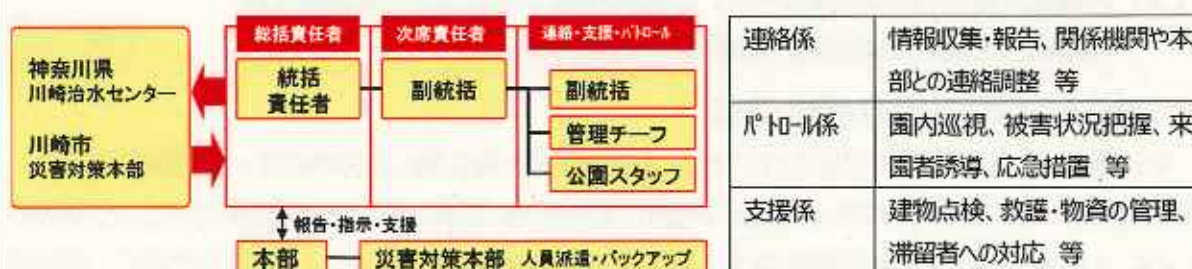 神奈川県
川崎治水センター
川崎市
災害対策本部
総括責任者
統括
責任者
次席責任者
副統括
連絡・支援・パトロール
副統括
管理チーフ
公園スタッフ
報告・指示・支援
本部
災害対策本部 人員派遣・バックアップ
連絡係
情報収集・報告、関係機関や本
部との連絡調整 等
パトロール係
園内巡視、被害状況把握、来
園者誘導、応急措置 等
支援係
建物点検、救護・物資の管理、
滞留者への対応 等